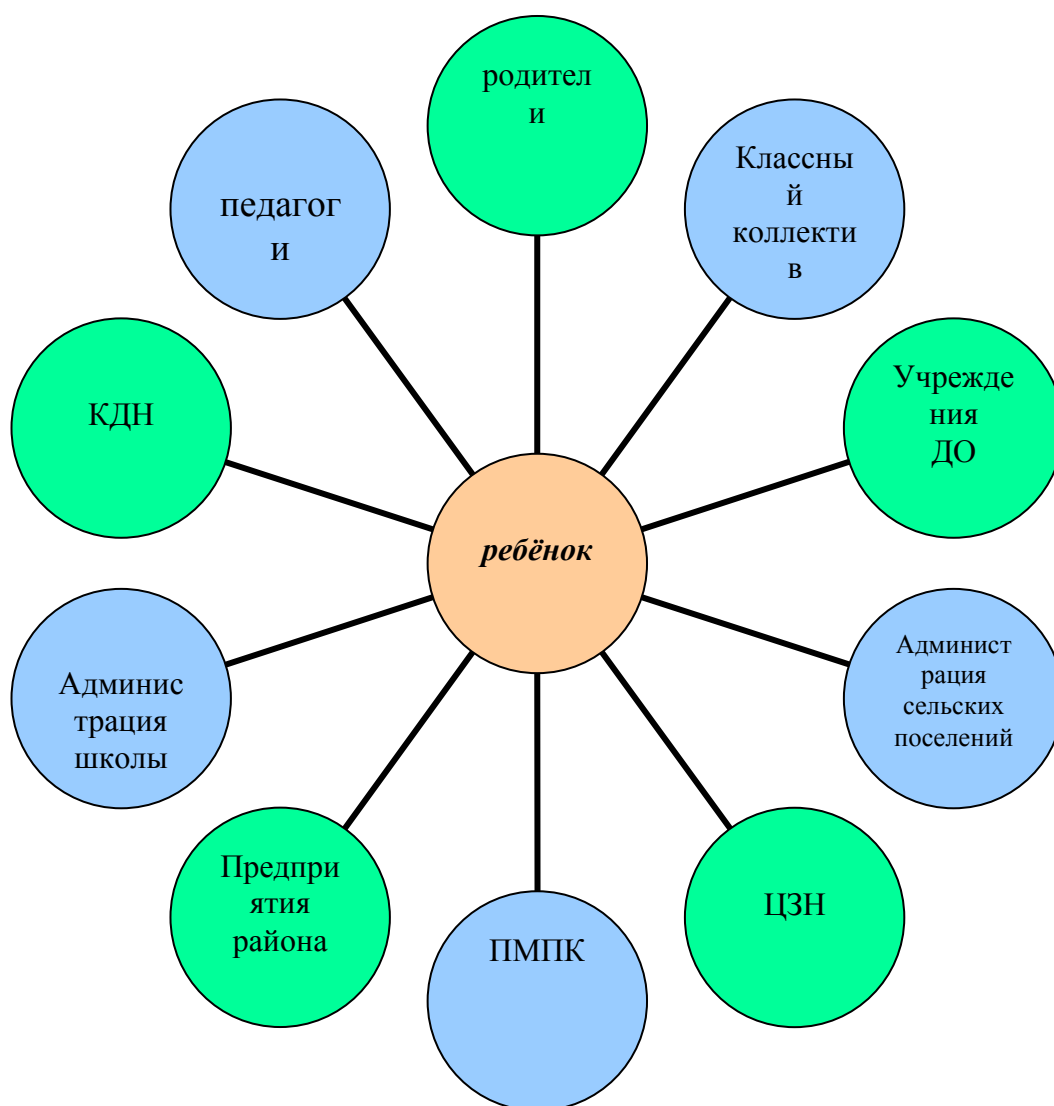 родител
и
Классны
й
коллекти
в
педагог
и
Учрежде
ния
ДО
КДН
ребёнок
Админист
рация
сельских
поселений
Админис
трация
школы
Предпри
ятия
района
ЦЗН
ПМПК